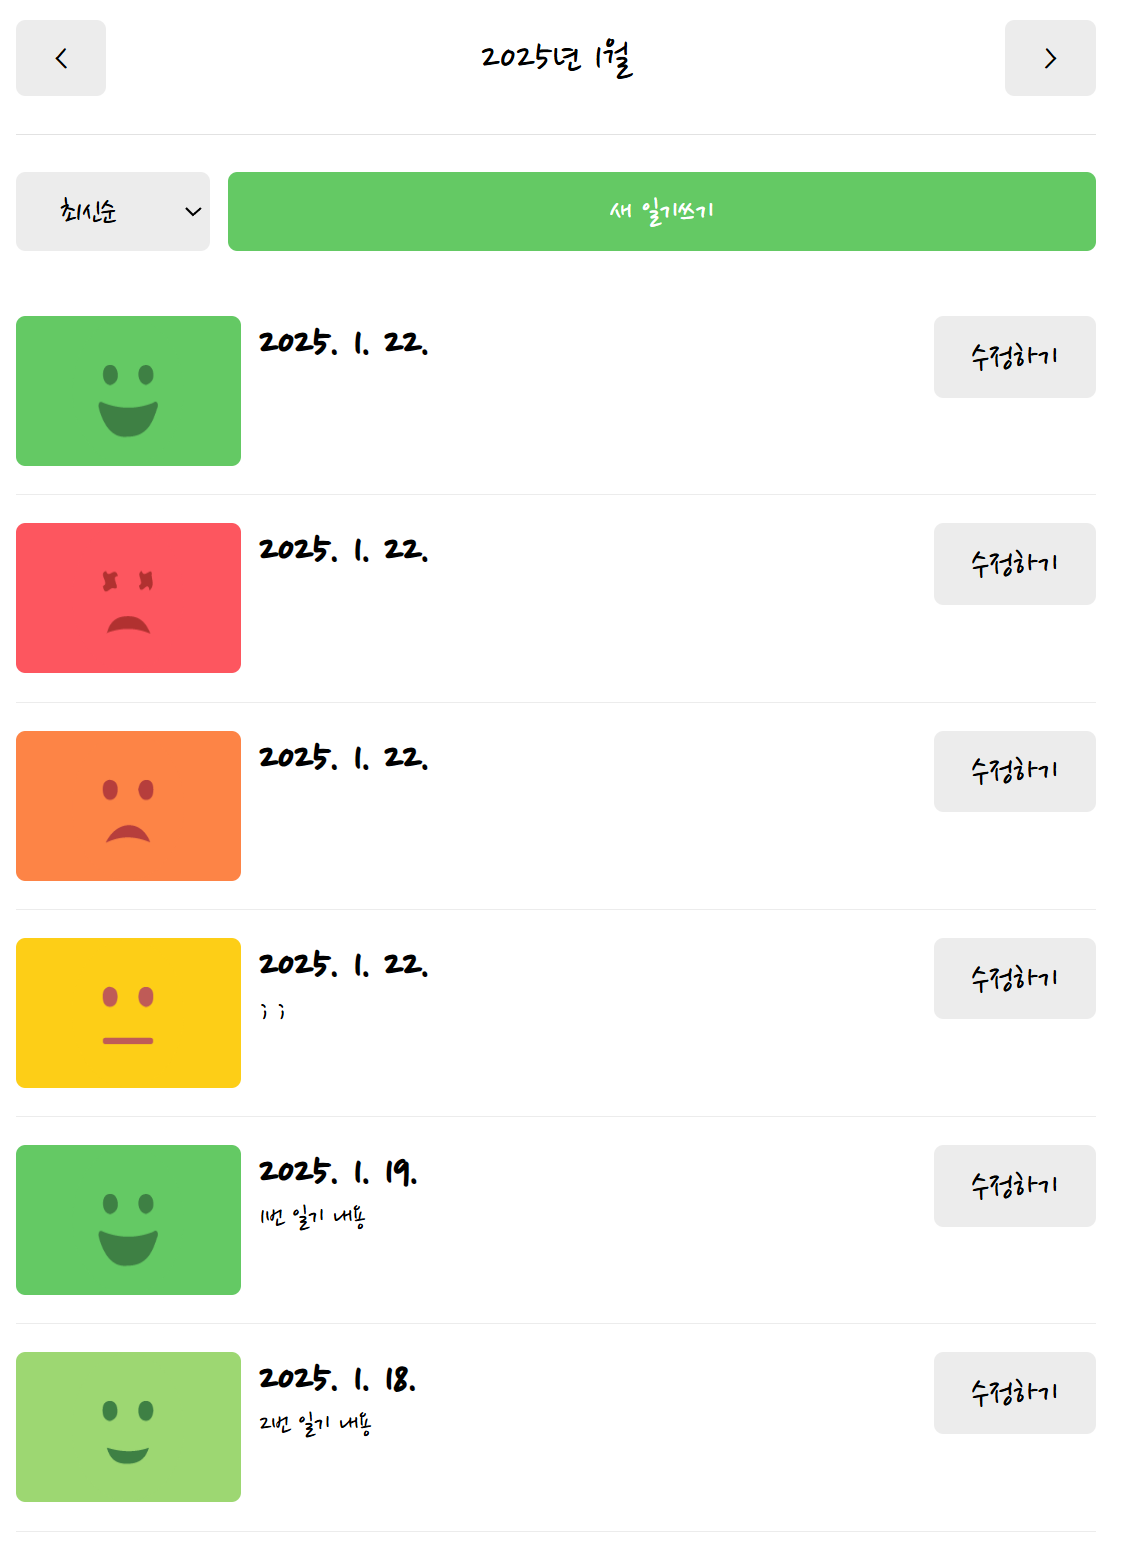 <
2025년 1월
>
최신순
새 일기쓰기
2025. 1. 22.
수정하기
2025. 1. 22.
수정하기
2025. 1. 22.
수정하기
2025. 1. 22.
수정하기
; ;
2025. 1. 19.
수정하기
1번 일기 내용
2025. 1. 18.
수정하기
2번 일기 내용